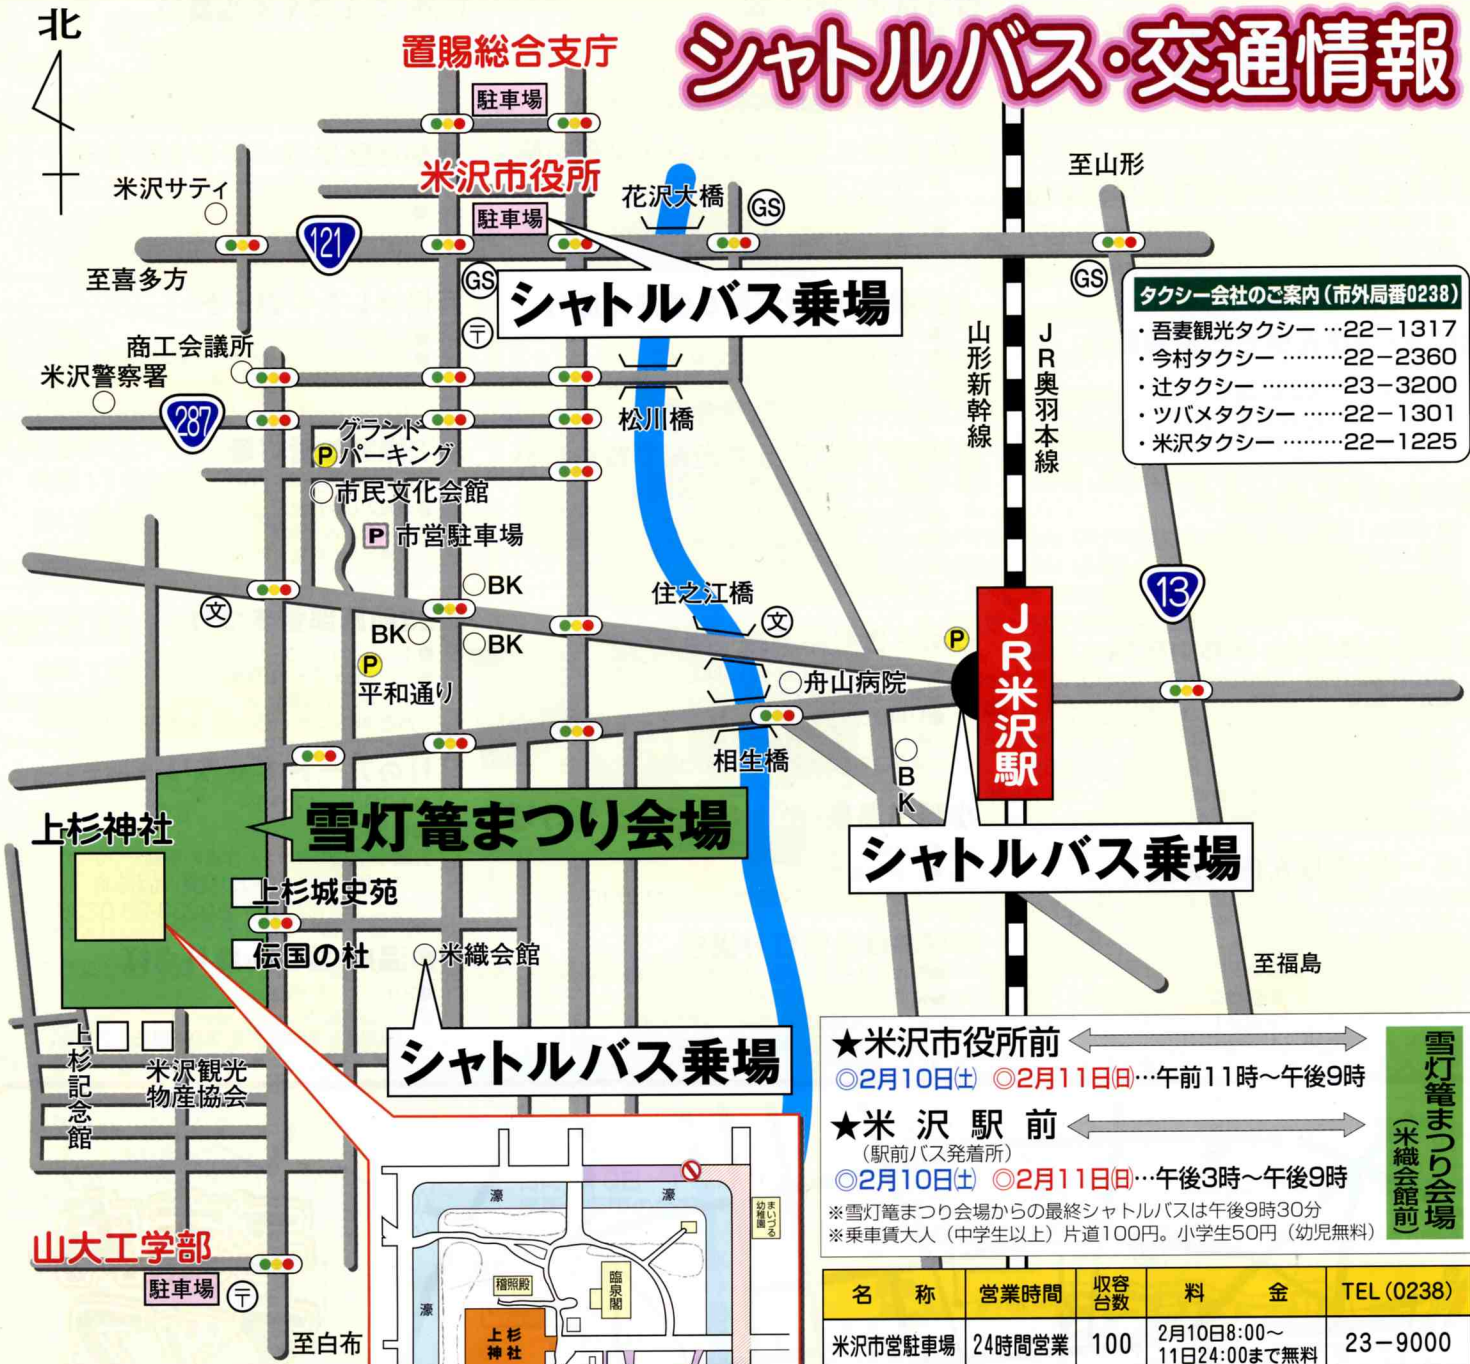 北
シャトルバス・交通情報
置賜総合支庁
駐車場
米沢市役所
駐車場
米沢サティ
121
至喜多方
花沢大橋
GS
至山形
GS
GS
シャトルバス乗場
〒
タクシー会社のご案内(市外局番0238)
・吾妻観光タクシー…22-1317
・今村タクシー………22-2360
・辻タクシー…………23-3200
・ツバメタクシー……22-1301
・米沢タクシー………22-1225
山形新幹線
JR奥羽本線
商工会議所
米沢警察署
287
松川橋
グランド
パーキング
P
市民文化会館
P 市営駐車場
BK
文
BK
BK
P
平和通り
住之江橋
文
舟山病院
P
JR米沢駅
13
相生橋
BK
シャトルバス乗場
雪灯篭まつり会場
上杉神社
上杉城史苑
伝国の杜
米織会館
シャトルバス乗場
至福島
上杉記念館
米沢観光
物産協会
山大工学部
駐車場
〒
至白布
濠
濠
まいづる
幼稚園
稽照殿
臨泉閣
濠
上杉
神社
★米沢市役所前
◎2月10日(土) ◎2月11日(日)…午前11時~午後9時
★米沢駅前
(駅前バス発着所)
◎2月10日(土) ◎2月11日(日)…午後3時~午後9時
※雪灯篭まつり会場からの最終シャトルバスは午後9時30分
※乗車賃大人(中学生以上)片道100円。小学生50円(幼児無料)
雪灯篭まつり会場
(米織会館前)
名称 営業時間 収容台数 料金 TEL(0238)
米沢市営駐車場 24時間営業 100 2月10日8:00~
11日24:00まで無料 23-9000